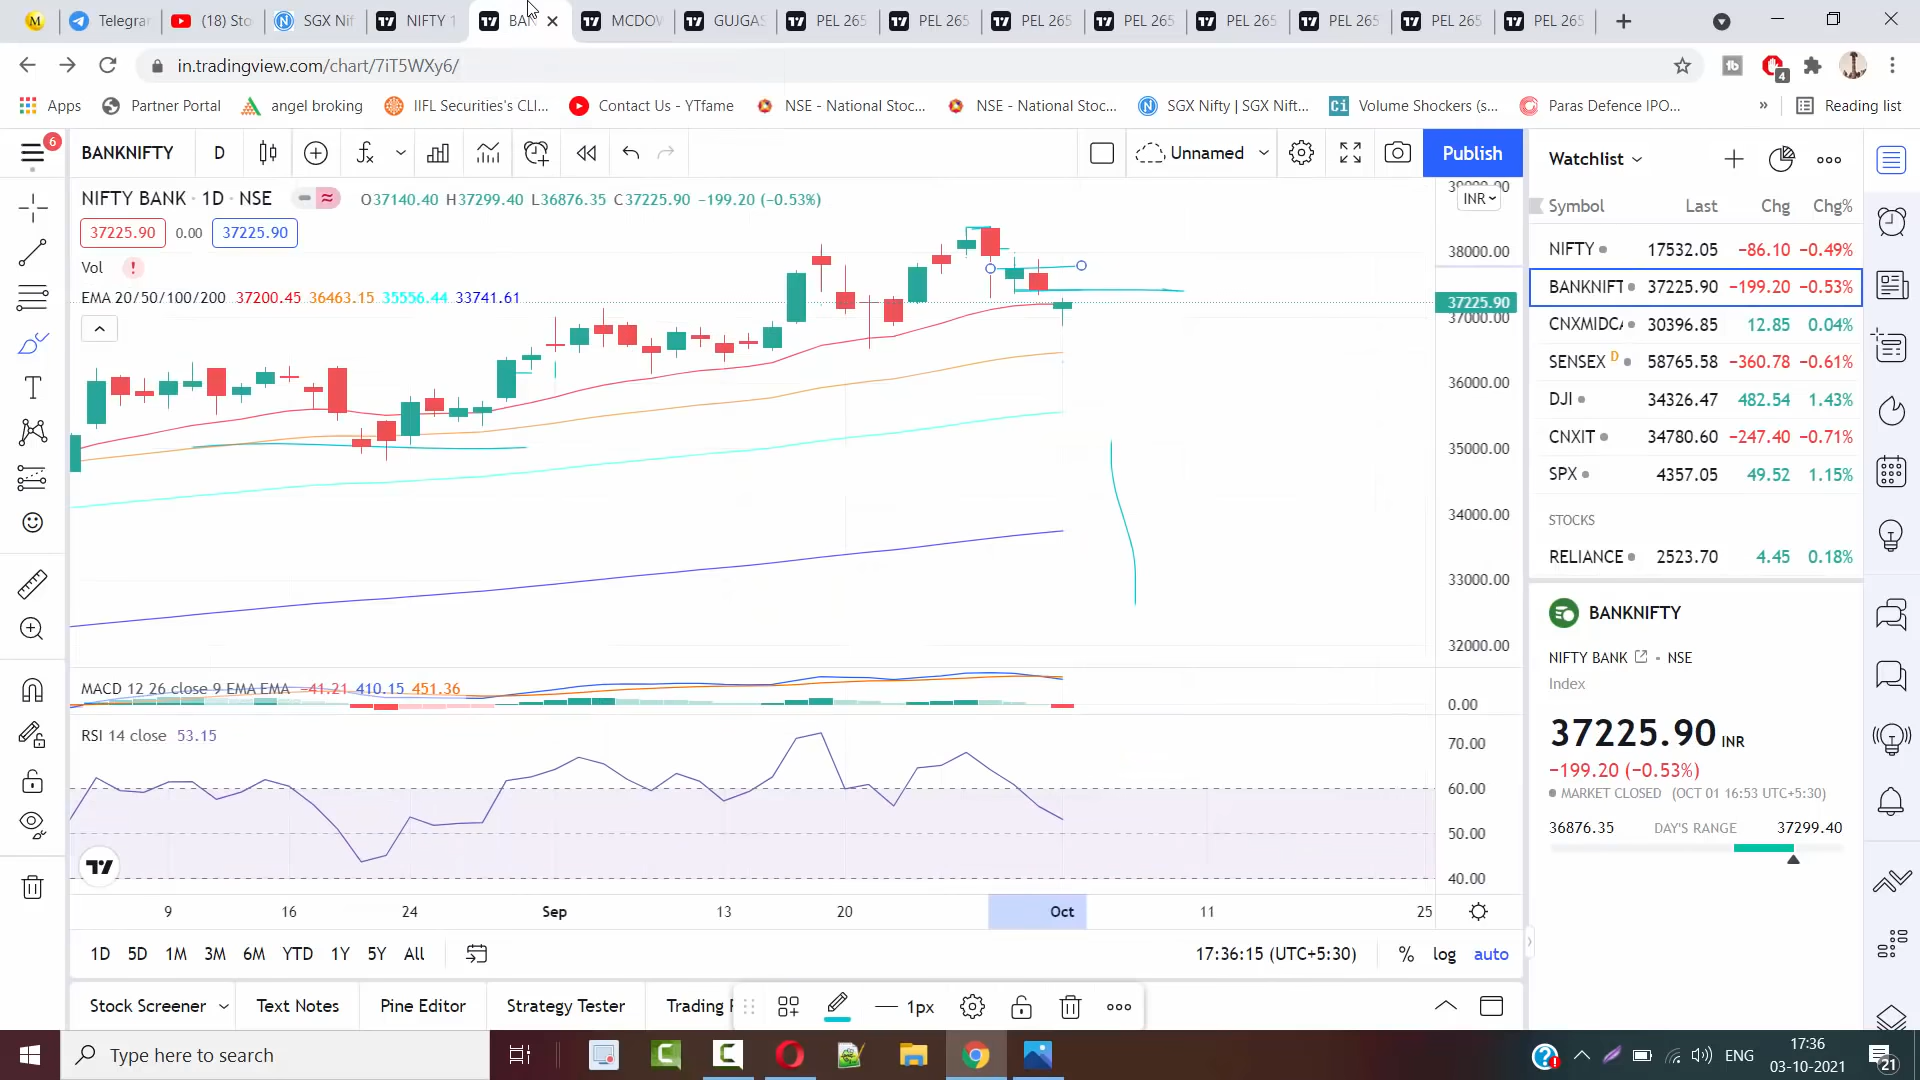 Telegrar
(18) Sto
SGX Nif
NIFTY 1
BAN
MCDOW
GUJGAS
PEL 265
PEL 265
PEL 265
PEL 265
PEL 265
PEL 265
PEL 265
PEL 265
in.tradingview.com/chart/7iT5WXy6/
4
Apps
Partner Portal
angel broking
IIFL Securities's CLI...
Contact Us - YTfame
NSE - National Stoc...
NSE - National Stoc...
SGX Nifty | SGX Nift...
Volume Shockers (s...
Paras Defence IPO...
»
Reading list
6
BANKNIFTY
D
Unnamed
Publish
NIFTY BANK · 1D · NSE
O37140.40 H37299.40 L36876.35 C37225.90 −199.20 (−0.53%)
37225.90
0.00
37225.90
Vol
EMA 20/50/100/200 37200.45 36463.15 35556.44 33741.61
39000.00
INR
38000.00
37225.90
37000.00
36000.00
35000.00
34000.00
33000.00
32000.00
MACD 12 26 close 9 EMA EMA −41.21 410.15 451.36
0.00
RSI 14 close 53.15
70.00
60.00
50.00
40.00
9
16
24
Sep
13
20
Oct
11
25
1D 5D 1M 3M 6M YTD 1Y 5Y All
17:36:15 (UTC+5:30)
% log auto
Stock Screener
Text Notes
Pine Editor
Strategy Tester
Trading
1px
Watchlist
Symbol Last Chg Chg%
NIFTY 17532.05 −86.10 −0.49%
BANKNIFT 37225.90 −199.20 −0.53%
CNXMIDCA 30396.85 12.85 0.04%
SENSEX D 58765.58 −360.78 −0.61%
DJI 34326.47 482.54 1.43%
CNXIT 34780.60 −247.40 −0.71%
SPX 4357.05 49.52 1.15%
STOCKS
RELIANCE 2523.70 4.45 0.18%
BANKNIFTY
NIFTY BANK - NSE
Index
37225.90 INR
−199.20 (−0.53%)
MARKET CLOSED (OCT 01 16:53 UTC+5:30)
36876.35 DAY'S RANGE 37299.40
Type here to search
ENG
17:36
03-10-2021
21